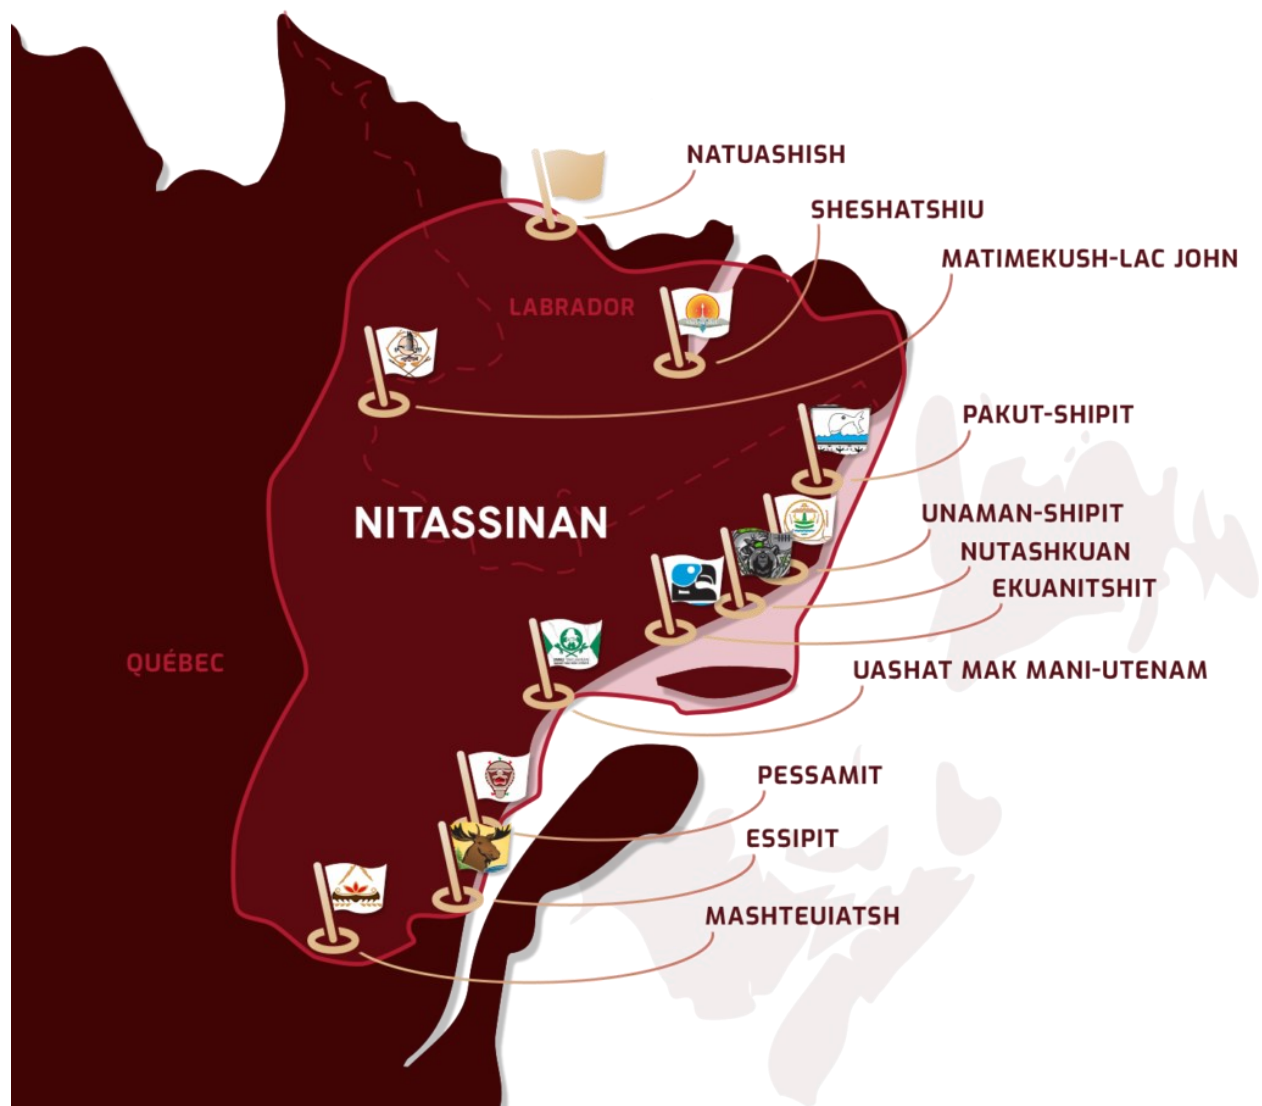 NATUASHISH
SHESHATSHIU
MATIMEKUSH-LAC JOHN
LABRADOR
PAKUT-SHIPIT
UNAMAN-SHIPIT
NITASSINAN
NUTASHKUAN
EKUANITSHIT
QUÉBEC
UASHAT MAK MANI-UTENAM
PESSAMIT
ESSIPIT
MASHTEUIATSH